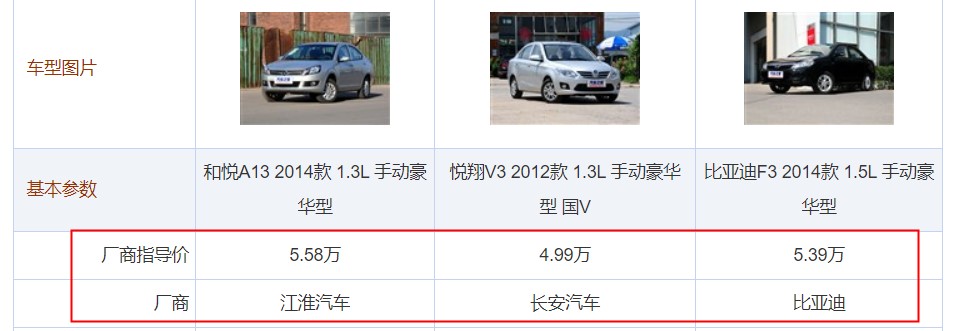 车型图片
基本参数
和悦A13 2014款 1.3L 手动豪
华型
悦翔V3 2012款 1.3L 手动豪华
型 国V
比亚迪F3 2014款 1.5L 手动豪
华型
厂商指导价 5.58万 4.99万 5.39万
厂商 江淮汽车 长安汽车 比亚迪